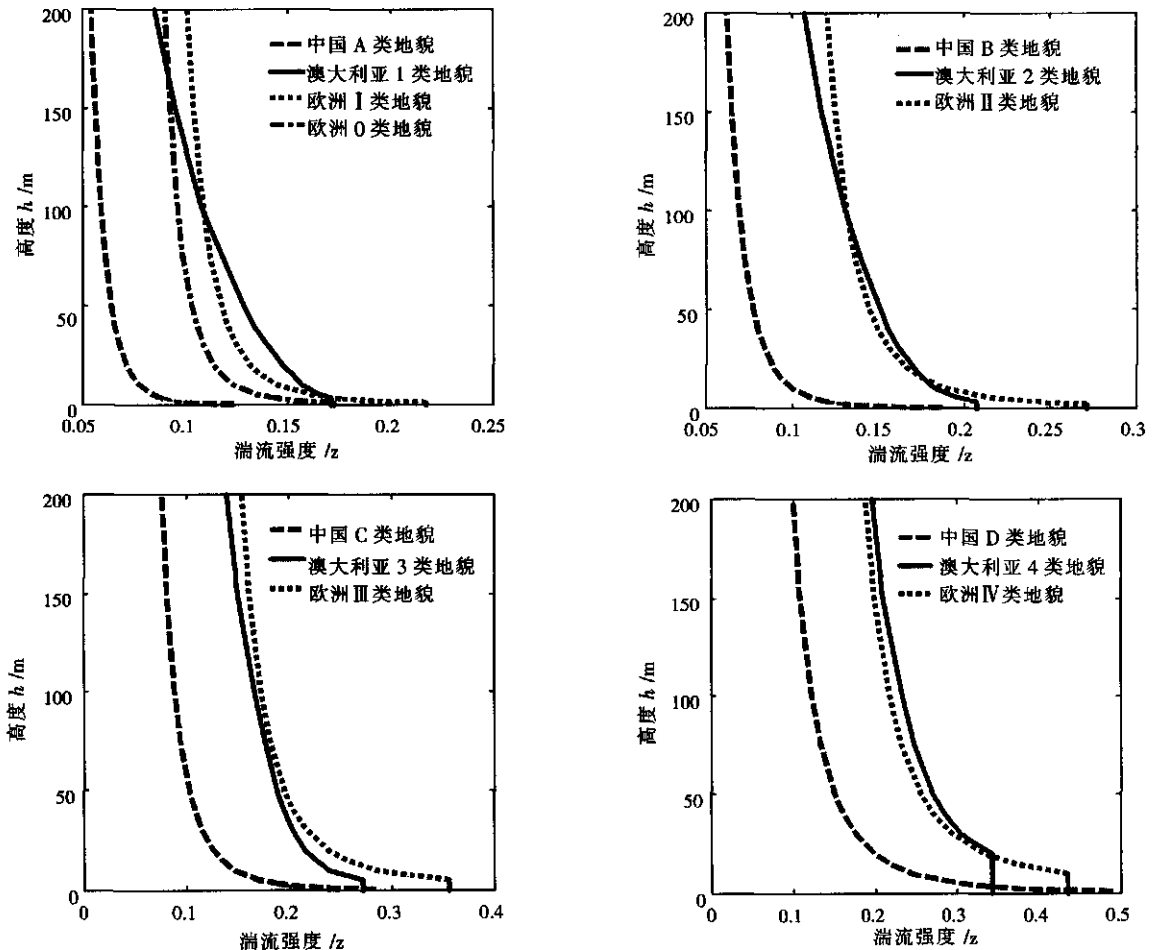 200
150
100
50
0
高度 h /m
中国 A 类地貌
澳大利亚 1 类地貌
欧洲 Ⅰ 类地貌
欧洲 0 类地貌
0.05
0.1
0.15
0.2
0.25
湍流强度 /z
200
150
100
50
0
高度 h /m
中国 B 类地貌
澳大利亚 2 类地貌
欧洲 Ⅱ 类地貌
0.05
0.1
0.15
0.2
0.25
0.3
湍流强度 /z
200
150
100
50
0
高度 h /m
中国 C 类地貌
澳大利亚 3 类地貌
欧洲 Ⅲ 类地貌
0
0.1
0.2
0.3
0.4
湍流强度 /z
200
150
100
50
0
高度 h /m
中国 D 类地貌
澳大利亚 4 类地貌
欧洲 Ⅳ 类地貌
0
0.1
0.2
0.3
0.4
0.5
湍流强度 /z